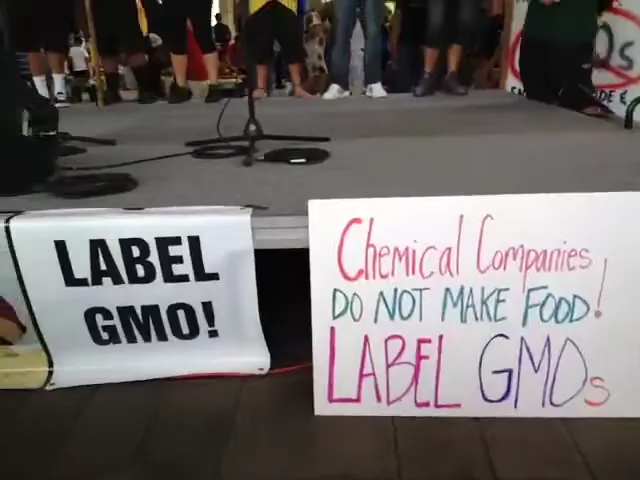 LABEL
GMO!
Chemical Companies
DO NOT MAKE FOOD!
LABEL GMOs